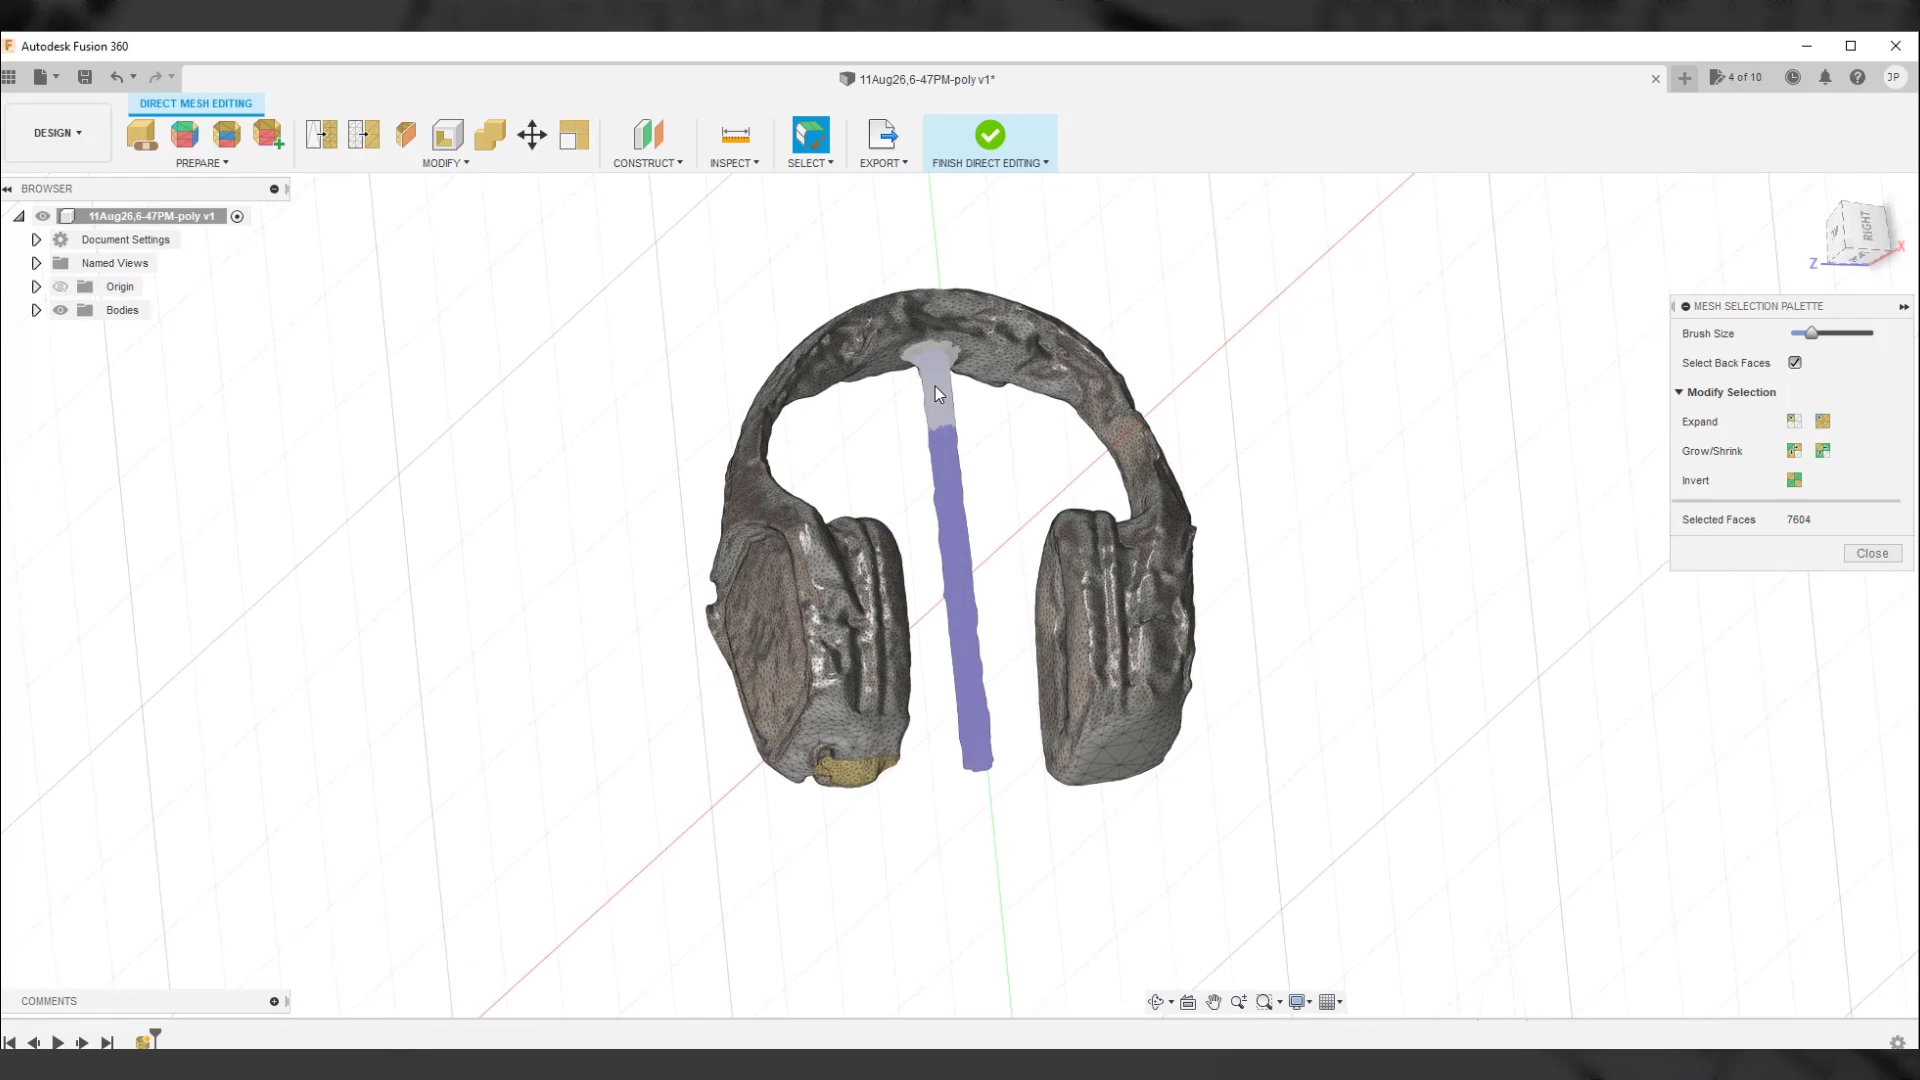 Autodesk Fusion 360
11Aug26,6-47PM-poly v1*
4 of 10
JP
DIRECT MESH EDITING
DESIGN
PREPARE
MODIFY
CONSTRUCT
INSPECT
SELECT
EXPORT
FINISH DIRECT EDITING
BROWSER
11Aug26,6-47PM-poly v1
Document Settings
Named Views
Origin
Bodies
RIGHT
X
Z
MESH SELECTION PALETTE
Brush Size
Select Back Faces
Modify Selection
Expand
Grow/Shrink
Invert
Selected Faces 7604
Close
COMMENTS